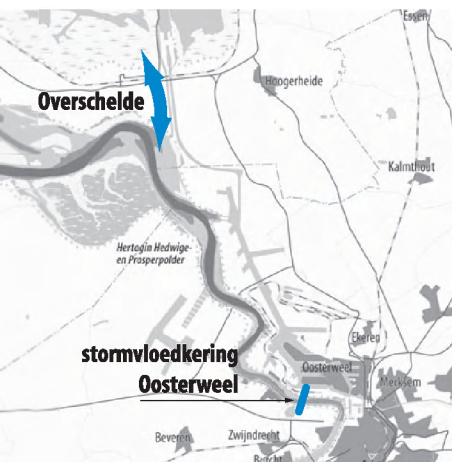 Essen
Hoogerheide
Overschelde
Kalmthout
Hertogin Hedwige-
en Prosperpolder
stormvloedkering
Oosterweel
Ekeren
Oosterweel
Merksem
Beveren
Zwijndrecht